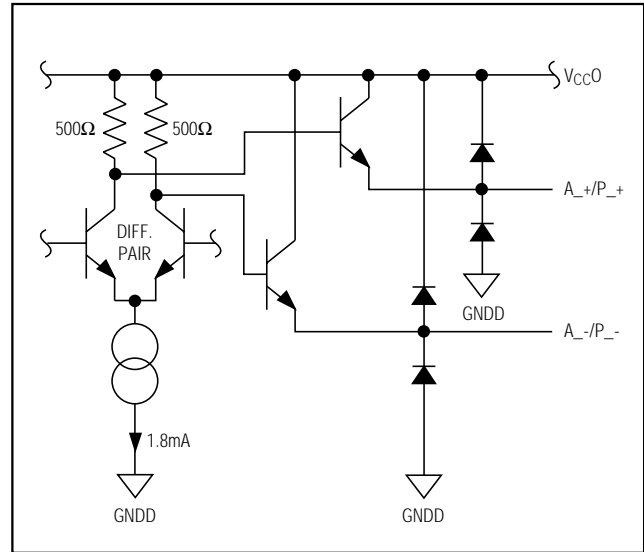 VCCO
500Ω 500Ω
A_+/P_+
DIFF.
PAIR
GNDD
A_-/P_-
1.8mA
GNDD
GNDD